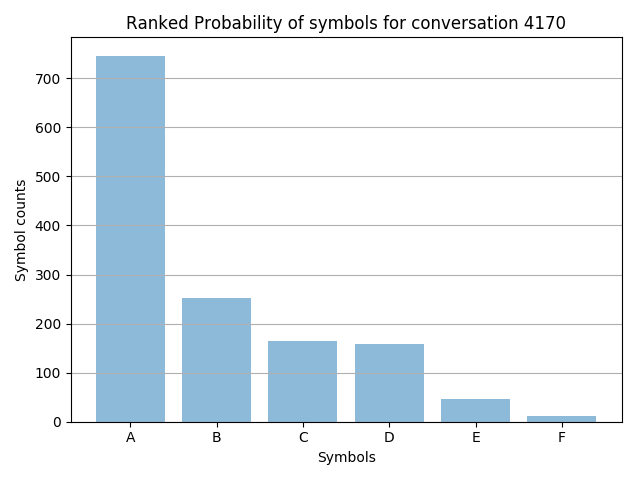 Ranked Probability of symbols for conversation 4170
Symbol counts
700
600
500
400
300
200
100
0
A B C D E F
Symbols